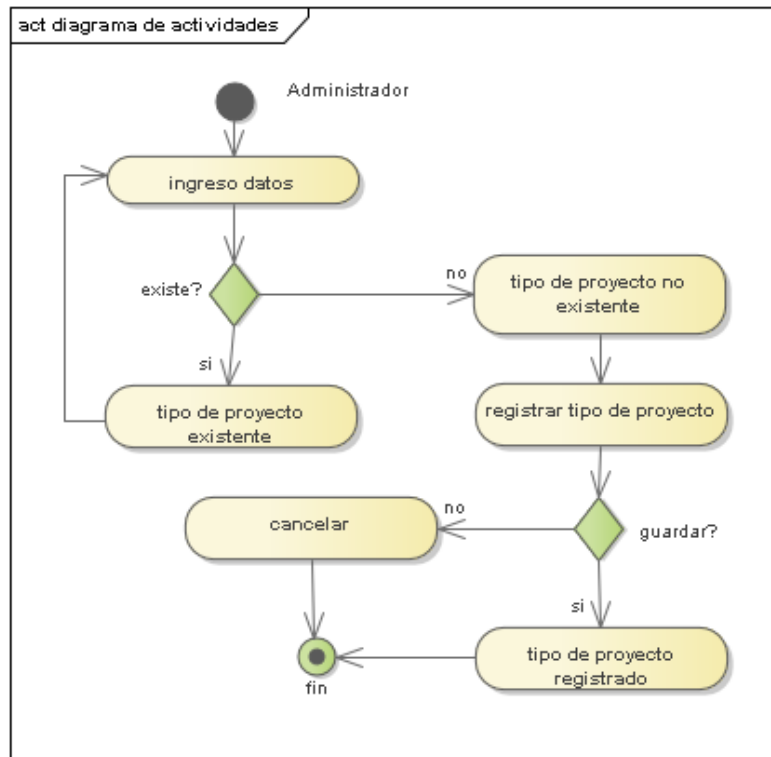 act diagrama de actividades
Administrador
ingreso datos
existe?
no
tipo de proyecto no
existente
si
tipo de proyecto
existente
registrar tipo de proyecto
no
cancelar
guardar?
si
tipo de proyecto
registrado
fin